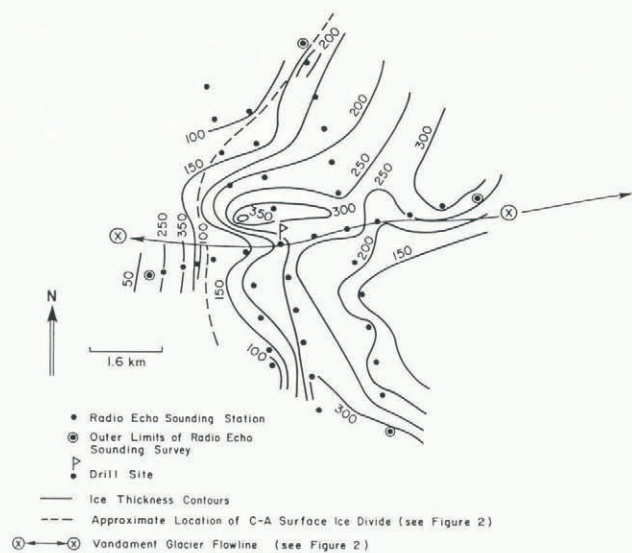 200
100
150
300
250
250
350
300
50
250
350
100
150
200
150
100
300
N
1.6 km
Radio Echo Sounding Station
Outer Limits of Radio Echo
Sounding Survey
Drill Site
Ice Thickness Contours
Approximate Location of C-A Surface Ice Divide (see Figure 2)
Vandament Glacier Flowline (see Figure 2)